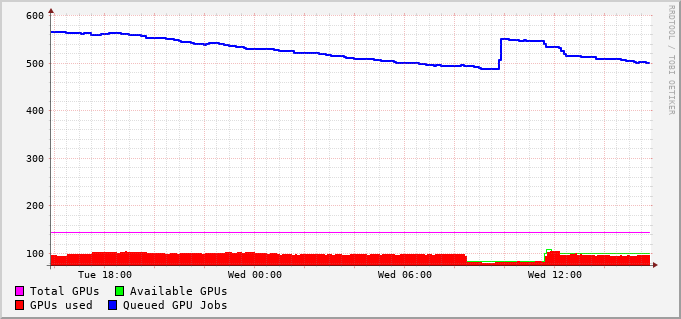 600
500
400
300
200
100
Tue 18:00 Wed 00:00 Wed 06:00 Wed 12:00
Total GPUs Available GPUs
GPUs used Queued GPU Jobs
RRDTOOL / TOBI OETIKER